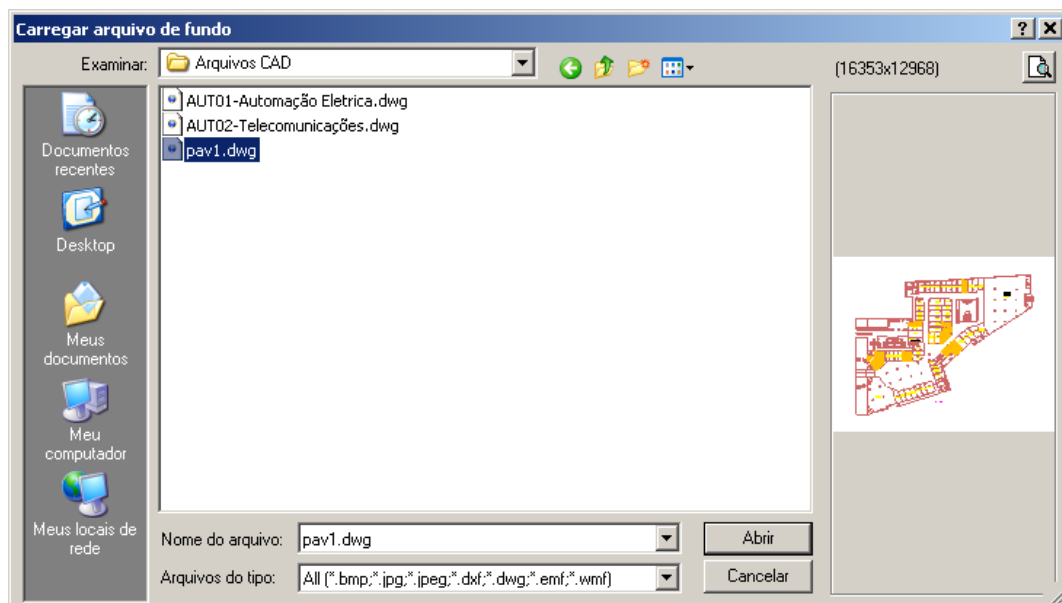 Carregar arquivo de fundo
Examinar:
Arquivos CAD
(16353x12968)
Documentos
recentes
Desktop
Meus
documentos
Meu
computador
Meus locais de
rede
AUT01-Automação Eletrica.dwg
AUT02-Telecomunicações.dwg
pav1.dwg
Nome do arquivo:
pav1.dwg
Abrir
Arquivos do tipo:
All (*.bmp;*.jpg;*.jpeg;*.dxf;*.dwg;*.emf;*.wmf)
Cancelar